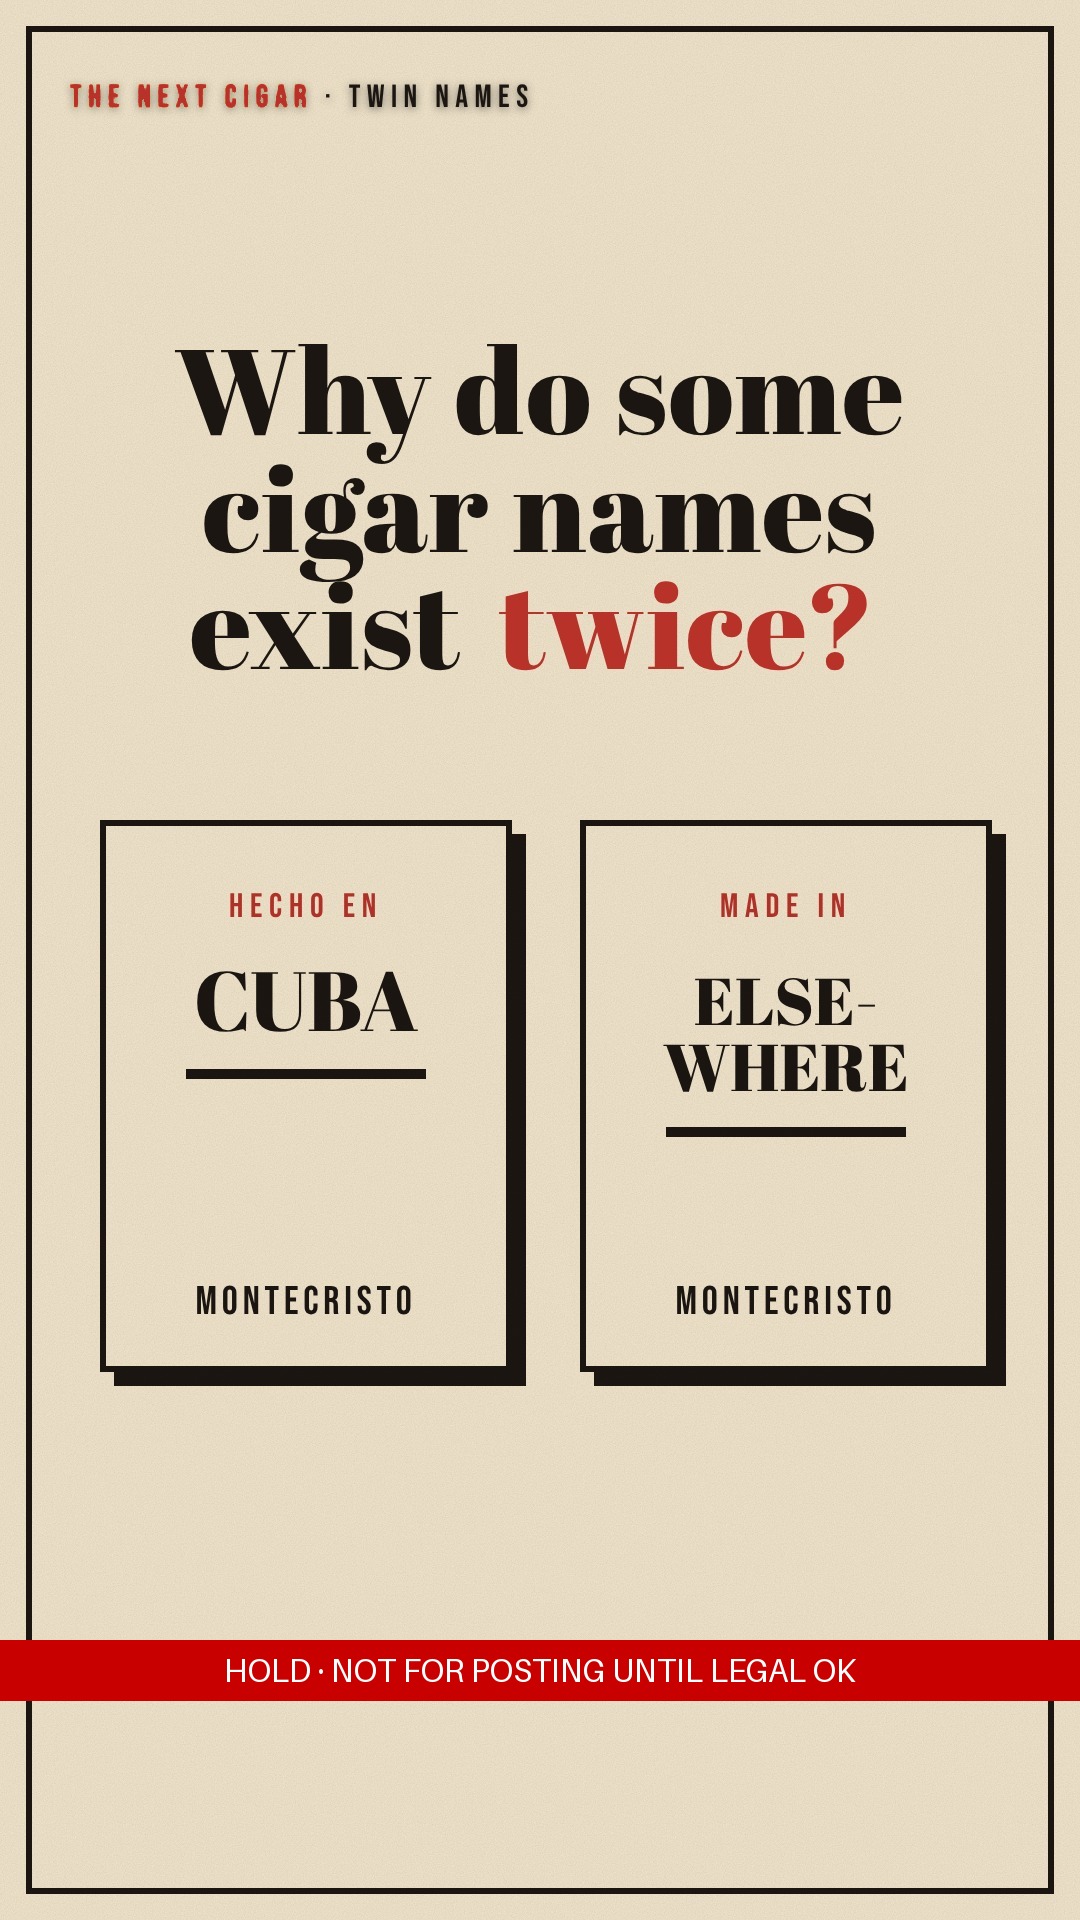 THE NEXT CIGAR · TWIN NAMES
Why do some
cigar names
exist twice?
HECHO EN
CUBA
MONTECRISTO
MADE IN
ELSE-
WHERE
MONTECRISTO
HOLD · NOT FOR POSTING UNTIL LEGAL OK